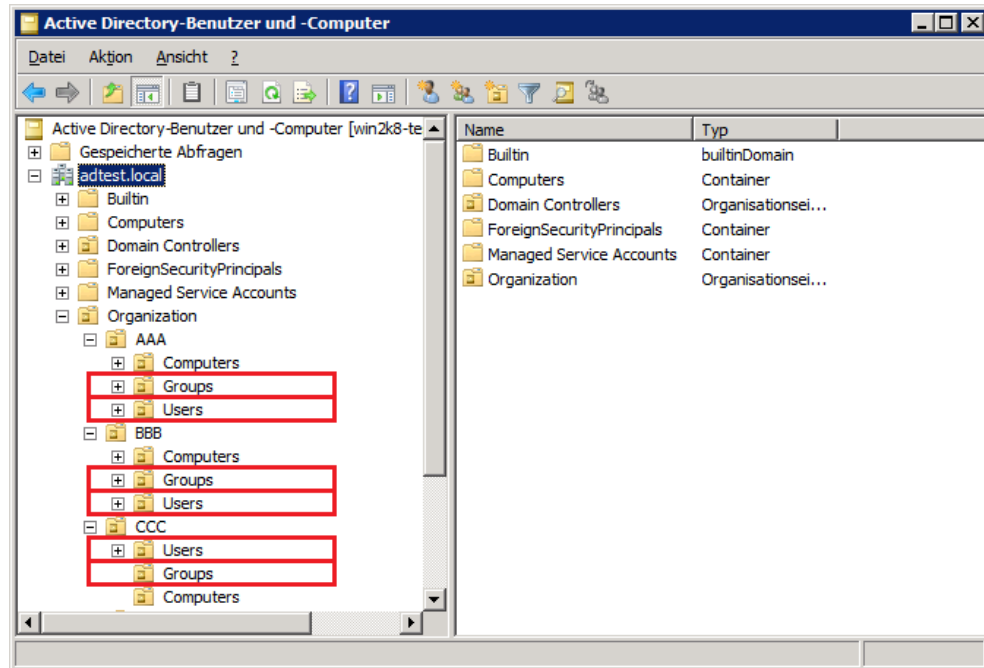 Active Directory-Benutzer und -Computer
Datei Aktion Ansicht ?
Active Directory-Benutzer und -Computer [win2k8-te
Gespeicherte Abfragen
adtest.local
Builtin
Computers
Domain Controllers
ForeignSecurityPrincipals
Managed Service Accounts
Organization
AAA
Computers
Groups
Users
BBB
Computers
Groups
Users
CCC
Users
Groups
Computers
Name Typ
Builtin builtinDomain
Computers Container
Domain Controllers Organisationsei...
ForeignSecurityPrincipals Container
Managed Service Accounts Container
Organization Organisationsei...